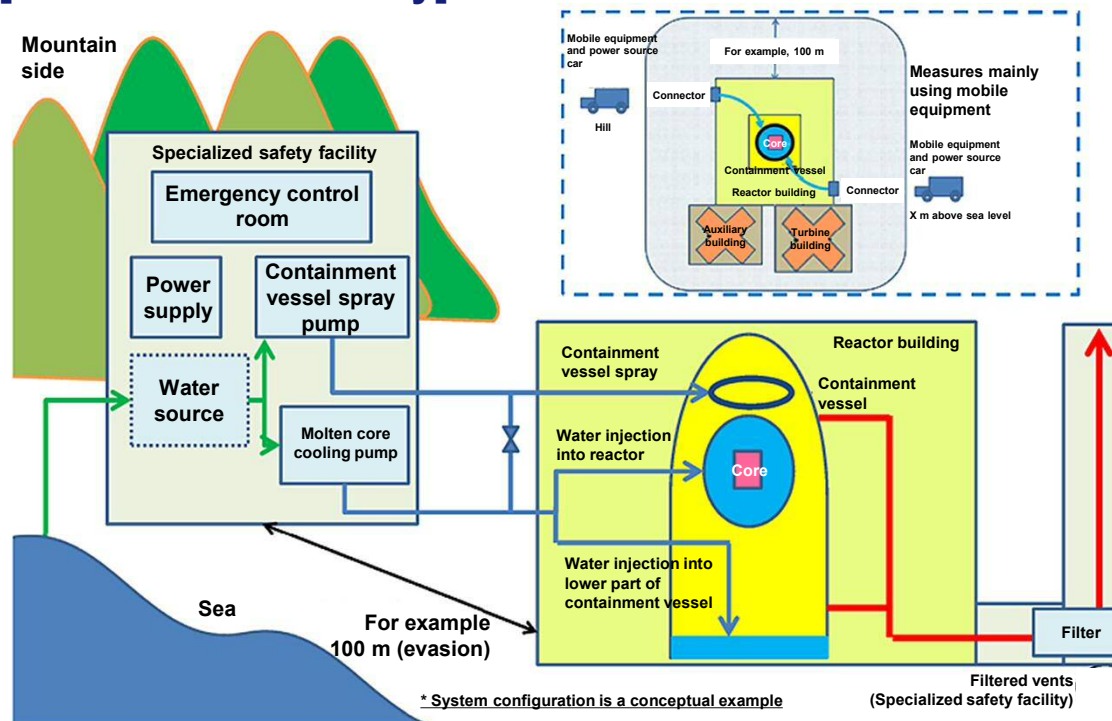 Mountain
side
Specialized safety facility
Emergency control
room
Power
supply
Containment
vessel spray
pump
Water
source
Molten core
cooling pump
Sea
For example
100 m (evasion)
* System configuration is a conceptual example
Mobile equipment
and power source
car
Hill
For example, 100 m
Connector
Core
Containment vessel
Reactor building
Connector
Auxiliary
building
Turbine
building
Measures mainly
using mobile
equipment
Mobile equipment
and power source
car
X m above sea level
Reactor building
Containment
vessel spray
Containment
vessel
Water injection
into reactor
Core
Water injection into
lower part of
containment vessel
Filter
Filtered vents
(Specialized safety facility)